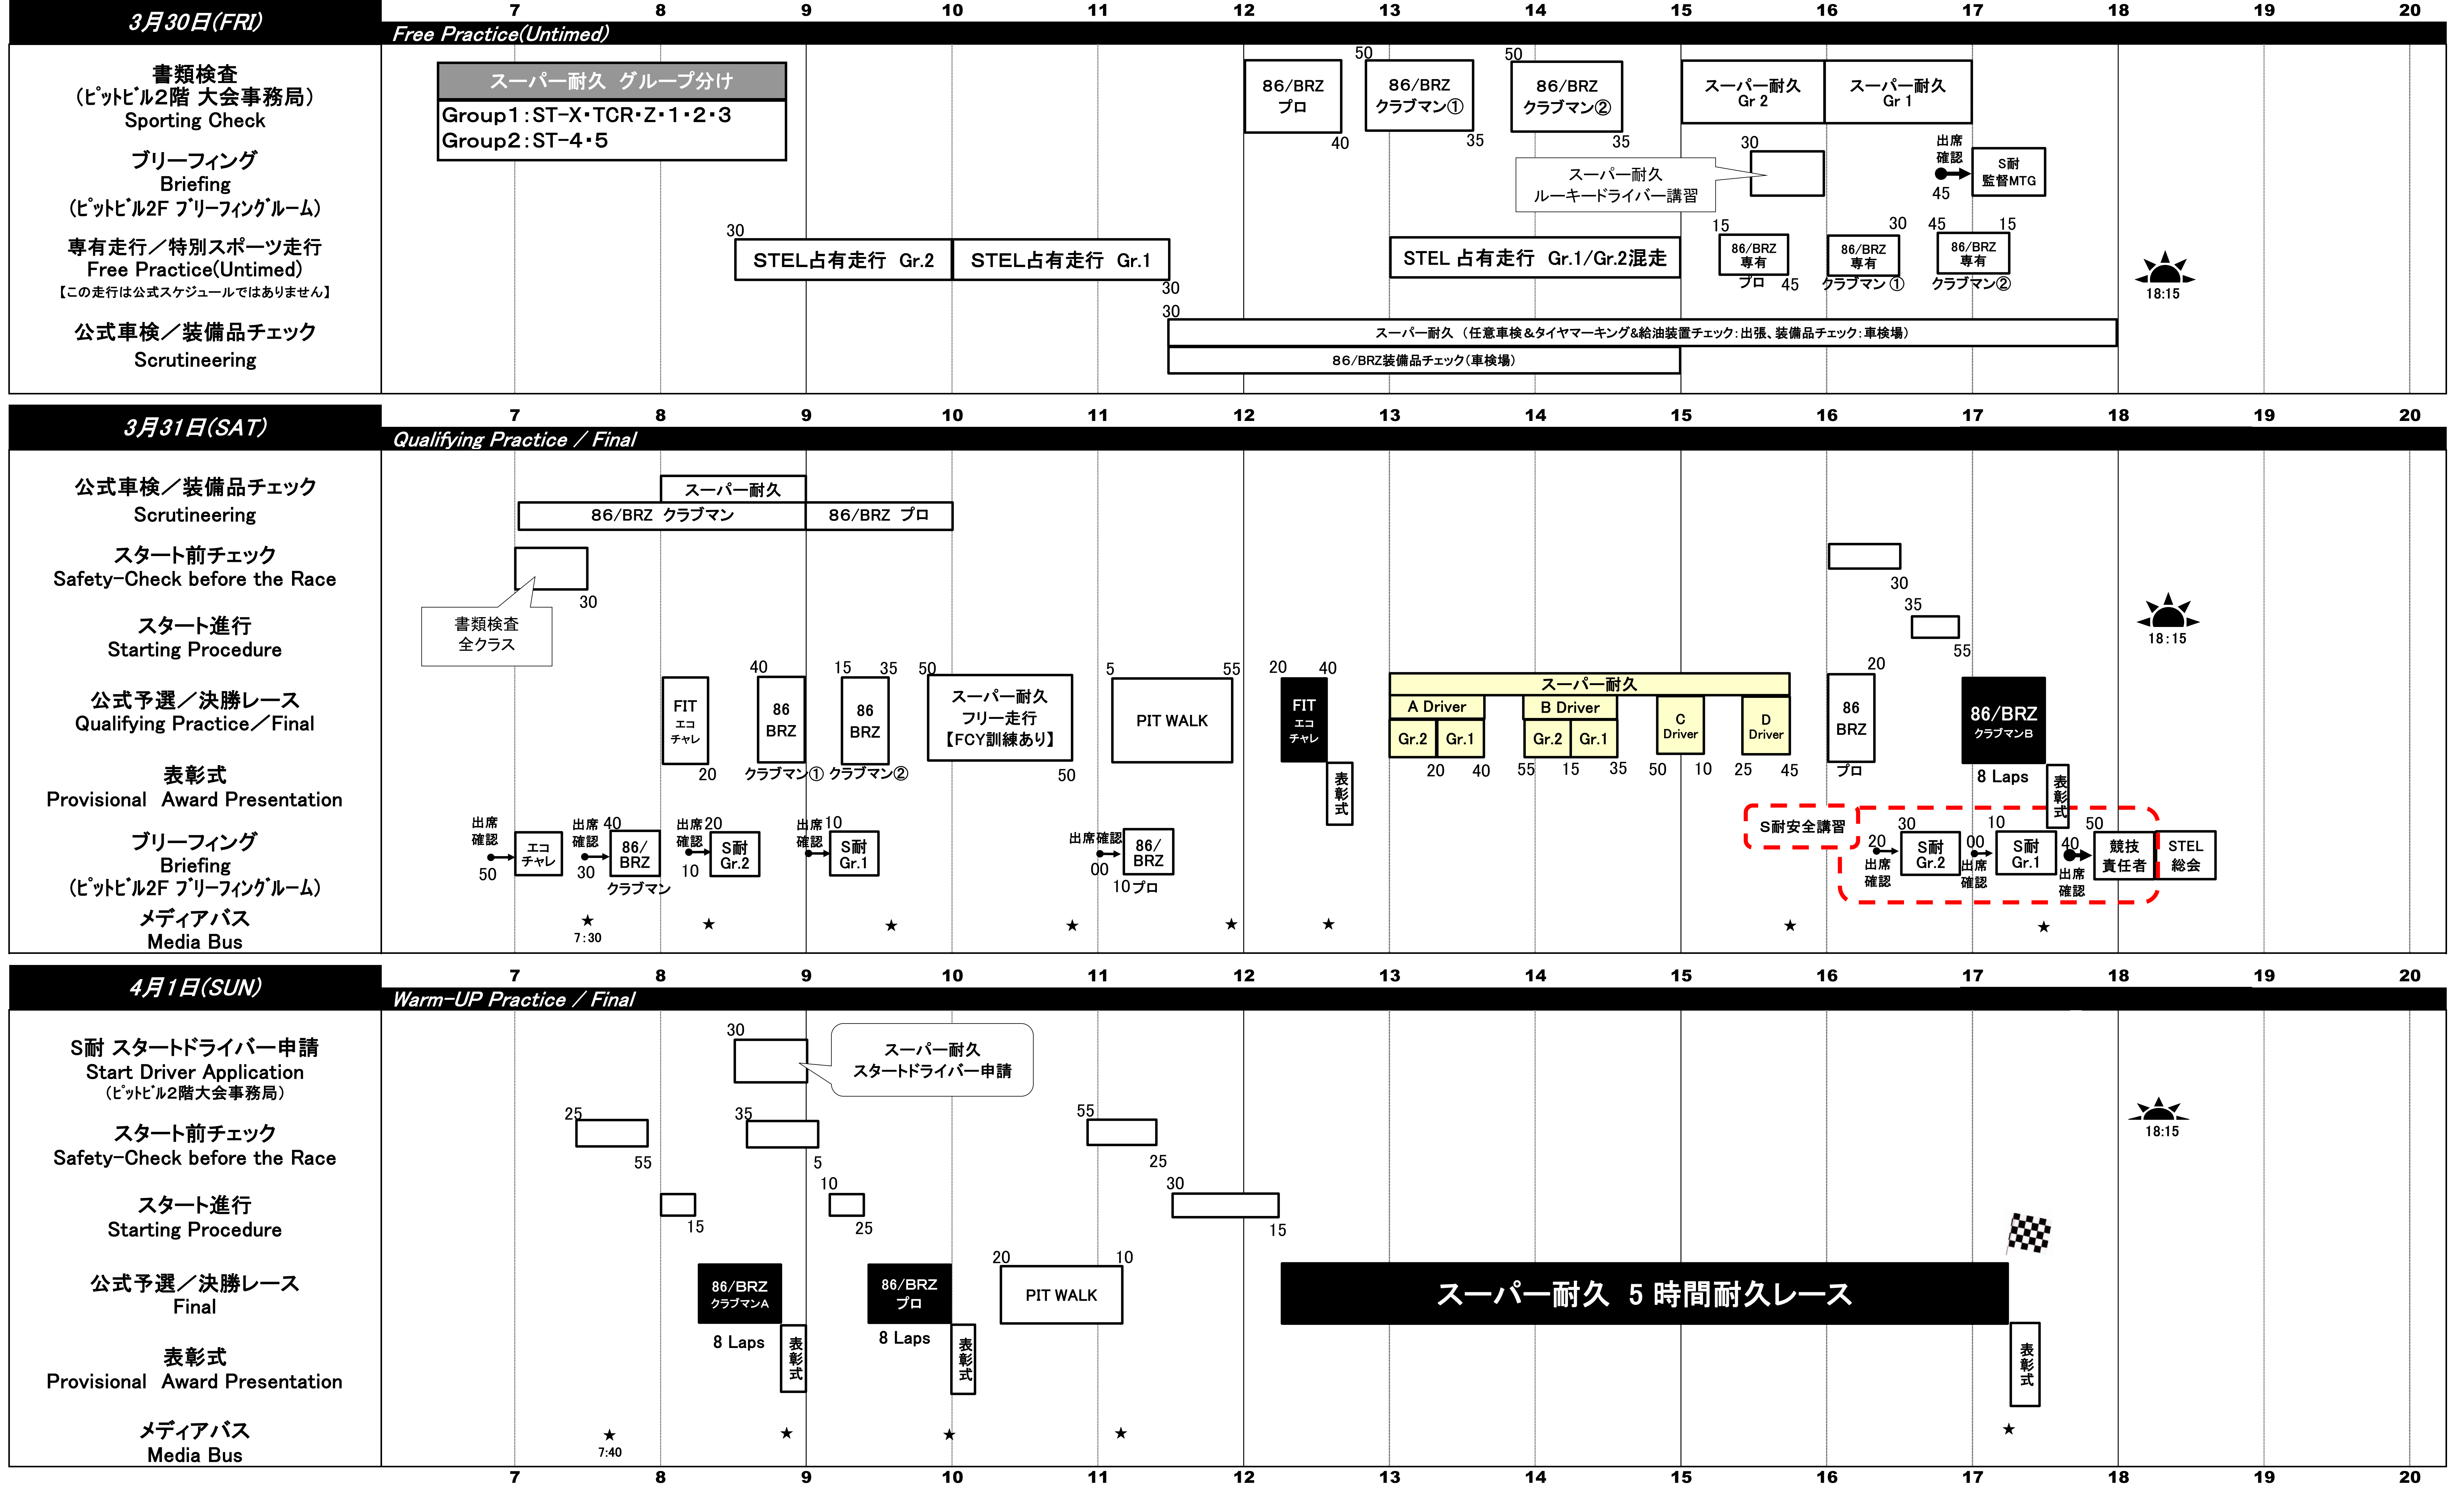 3月30日(FRI)
7 8 9 10 11 12 13 14 15 16 17 18 19 20
Free Practice(Untimed)
書類検査
(ﾋﾟｯﾄﾋﾞﾙ2階 大会事務局)
Sporting Check
スーパー耐久 グループ分け
Group1：ST-X・TCR・Z・1・2・3
Group2：ST-4・5
86/BRZ
プロ
40
50
86/BRZ
クラブマン①
35
50
86/BRZ
クラブマン②
35
スーパー耐久
Gr 2
スーパー耐久
Gr 1
ブリーフィング
Briefing
(ﾋﾟｯﾄﾋﾞﾙ2F ﾌﾞﾘｰﾌｨﾝｸﾞﾙｰﾑ)
スーパー耐久
ルーキードライバー講習
30
出席
確認
45
S耐
監督MTG
専有走行／特別スポーツ走行
Free Practice(Untimed)
【この走行は公式スケジュールではありません】
30
STEL占有走行 Gr.2
STEL占有走行 Gr.1
30
STEL 占有走行 Gr.1/Gr.2混走
15
86/BRZ
専有
プロ 45
30
86/BRZ
専有
クラブマン①
45 15
86/BRZ
専有
クラブマン②
18:15
公式車検／装備品チェック
Scrutineering
30
スーパー耐久 （任意車検＆タイヤマーキング＆給油装置チェック：出張、装備品チェック：車検場）
86/BRZ装備品チェック（車検場）
3月31日(SAT)
7 8 9 10 11 12 13 14 15 16 17 18 19 20
Qualifying Practice / Final
公式車検／装備品チェック
Scrutineering
スーパー耐久
86/BRZ クラブマン
86/BRZ プロ
スタート前チェック
Safety-Check before the Race
30
書類検査
全クラス
30
スタート進行
Starting Procedure
35
55
18:15
公式予選／決勝レース
Qualifying Practice／Final
FIT
エコ
チャレ
20
40
86
BRZ
クラブマン①
15 35
86
BRZ
クラブマン②
50
スーパー耐久
フリー走行
【FCY訓練あり】
50
5 55
PIT WALK
20 40
FIT
エコ
チャレ
スーパー耐久
A Driver
Gr.2 Gr.1
20 40
B Driver
Gr.2 Gr.1
55 15 35
C
Driver
50 10
D
Driver
25 45
20
86
BRZ
プロ
86/BRZ
クラブマンB
8 Laps
表彰式
Provisional Award Presentation
表彰式
表彰式
ブリーフィング
Briefing
(ﾋﾟｯﾄﾋﾞﾙ2F ﾌﾞﾘｰﾌｨﾝｸﾞﾙｰﾑ)
出席
確認
50
エコ
チャレ
出席 40
確認
30
86/
BRZ
クラブマン
出席 20
確認
10
S耐
Gr.2
出席 10
確認
S耐
Gr.1
出席確認
00
86/
BRZ
10 プロ
S耐安全講習
20
出席
確認
30
S耐
Gr.2
00
出席
確認
10
S耐
Gr.1
40
出席
確認
50
競技
責任者
STEL
総会
メディアバス
Media Bus
★ ★ ★ ★ ★ ★ ★ ★
7:30
4月1日(SUN)
7 8 9 10 11 12 13 14 15 16 17 18 19 20
Warm-UP Practice / Final
S耐 スタートドライバー申請
Start Driver Application
(ﾋﾟｯﾄﾋﾞﾙ2階大会事務局)
30
スーパー耐久
スタートドライバー申請
スタート前チェック
Safety-Check before the Race
25
55
35
5
55
25
18:15
スタート進行
Starting Procedure
15
10
25
30
15
公式予選／決勝レース
Final
86/BRZ
クラブマンA
8 Laps
86/BRZ
プロ
8 Laps
20 10
PIT WALK
スーパー耐久 5 時間耐久レース
表彰式
Provisional Award Presentation
表彰式
表彰式
表彰式
メディアバス
Media Bus
★ ★ ★ ★ ★
7:40
7 8 9 10 11 12 13 14 15 16 17 18 19 20